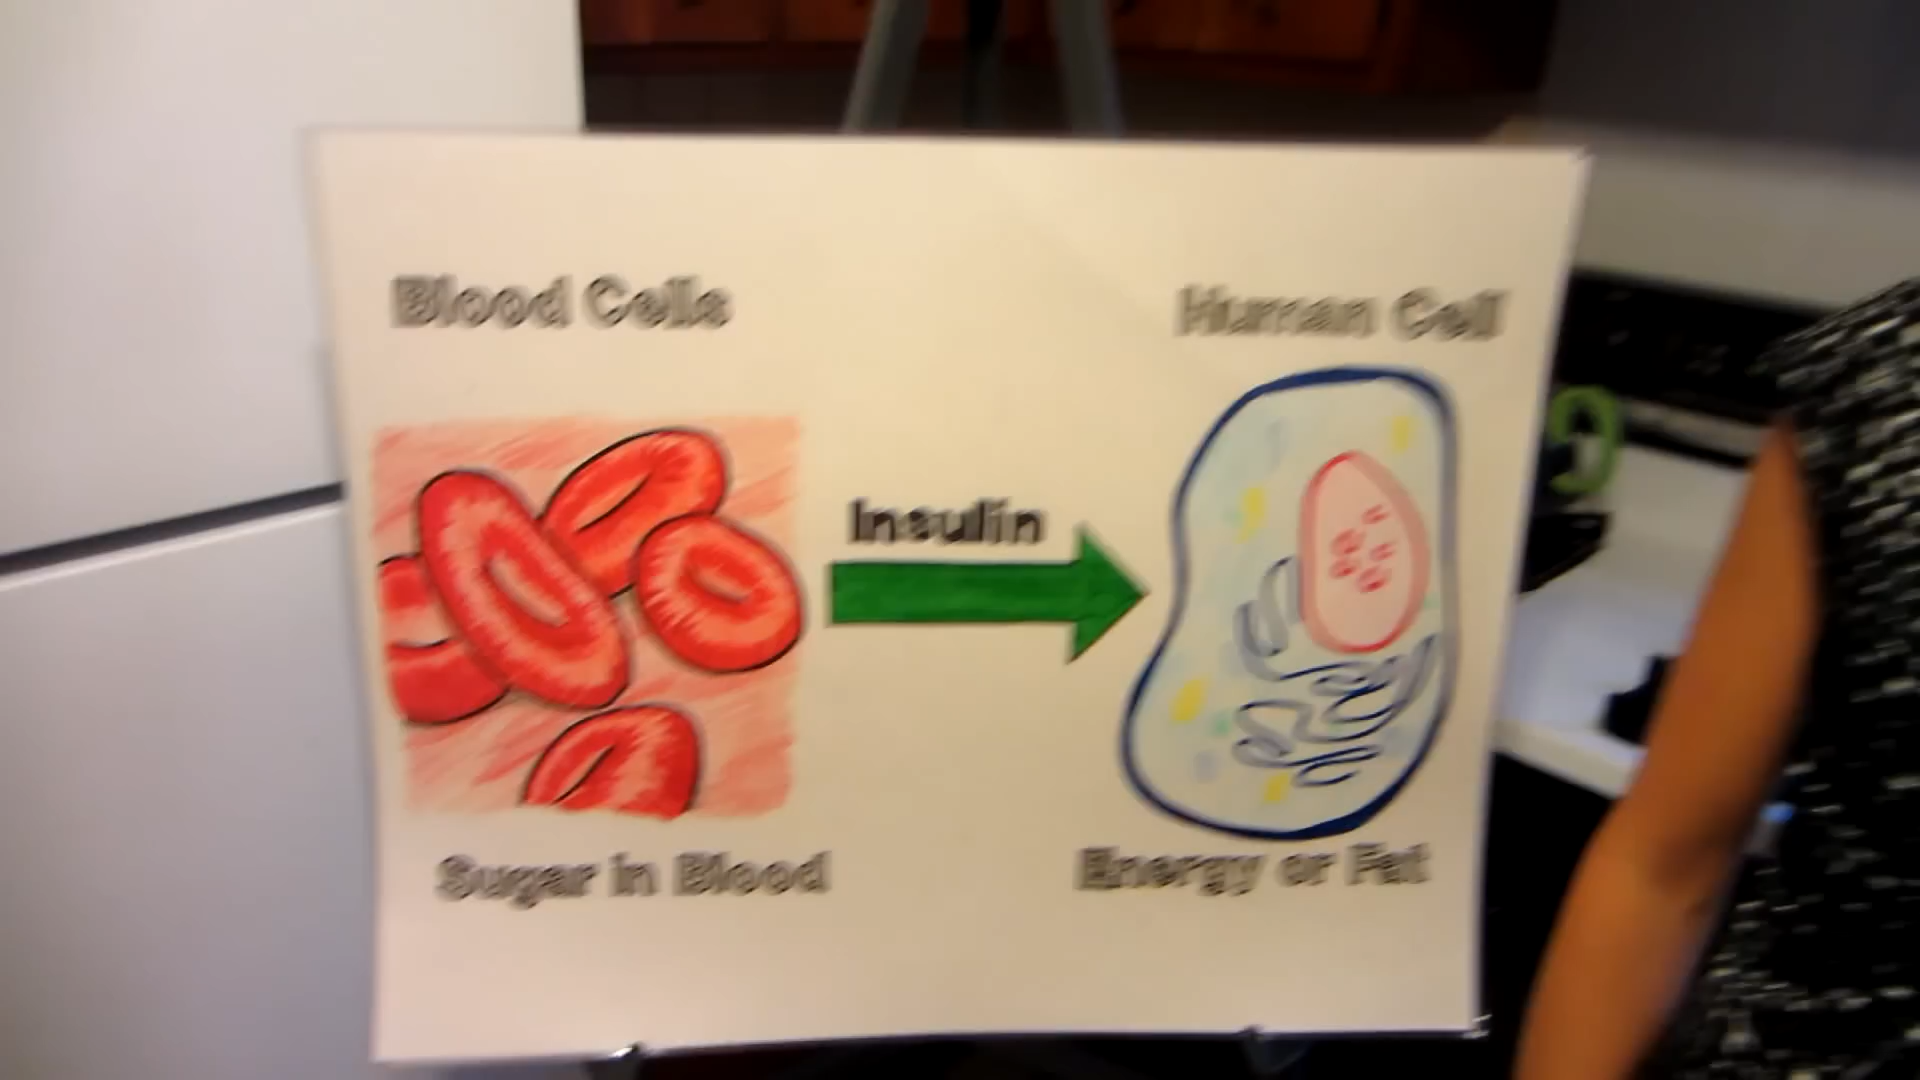 Blood Cells
Human Cell
Insulin
Sugar in Blood
Energy or Fat